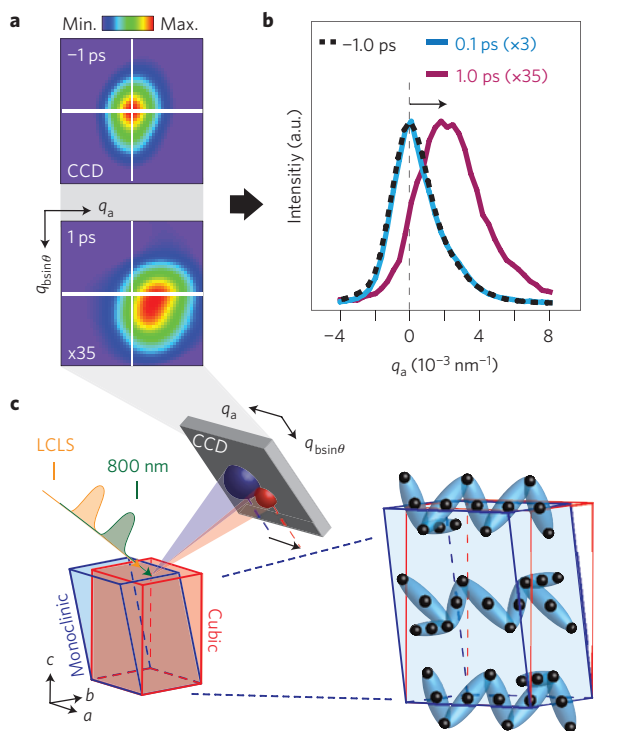 a
Min. Max.
−1 ps
CCD
q_a
q_bsinθ
1 ps
x35
b
−1.0 ps
0.1 ps (×3)
1.0 ps (×35)
Intensitiy (a.u.)
−4 0 4 8
q_a (10⁻³ nm⁻¹)
c
q_a
q_bsinθ
CCD
LCLS
800 nm
Monoclinic
Cubic
c
b
a